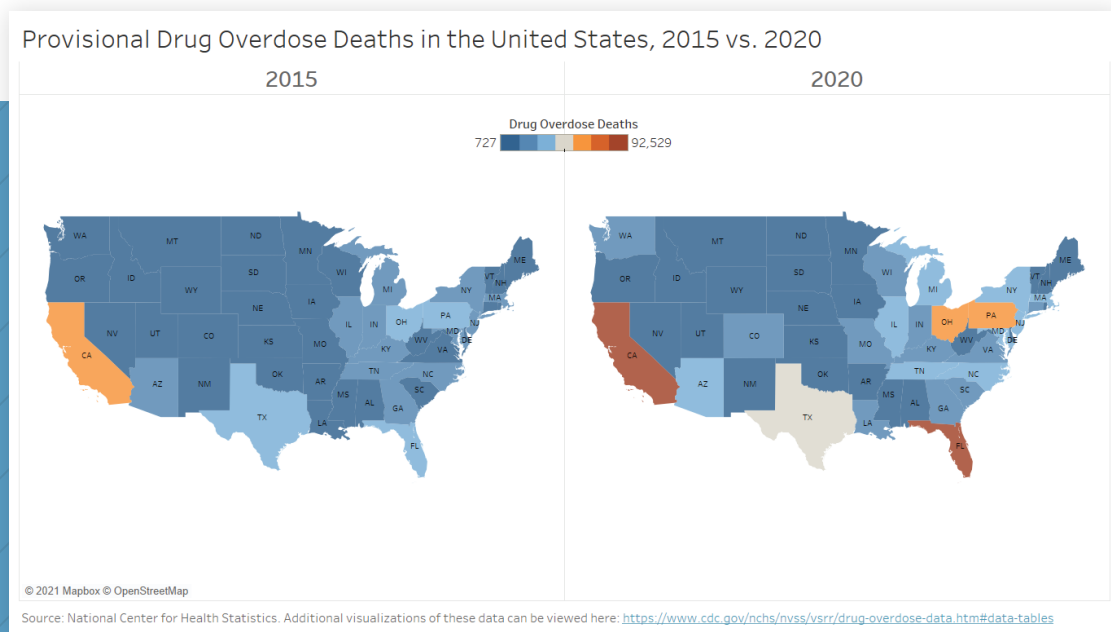 Provisional Drug Overdose Deaths in the United States, 2015 vs. 2020
2015
2020
Drug Overdose Deaths
727
92,529
WA
MT
ND
MN
OR
ID
WY
SD
WI
MI
NY
VT
NH
ME
MA
NE
IA
IL
IN
OH
PA
NJ
NV
UT
CO
KS
MO
KY
WV
MD
DE
VA
CA
AZ
NM
OK
AR
TN
NC
SC
TX
LA
MS
AL
GA
FL
WA
MT
ND
MN
OR
ID
WY
SD
WI
MI
NY
VT
NH
ME
MA
NE
IA
IL
IN
OH
PA
NJ
NV
UT
CO
KS
MO
KY
WV
MD
DE
VA
CA
AZ
NM
OK
AR
TN
NC
SC
TX
LA
MS
AL
GA
FL
© 2021 Mapbox © OpenStreetMap
Source: National Center for Health Statistics. Additional visualizations of these data can be viewed here: https://www.cdc.gov/nchs/nvss/vsrr/drug-overdose-data.htm#data-tables